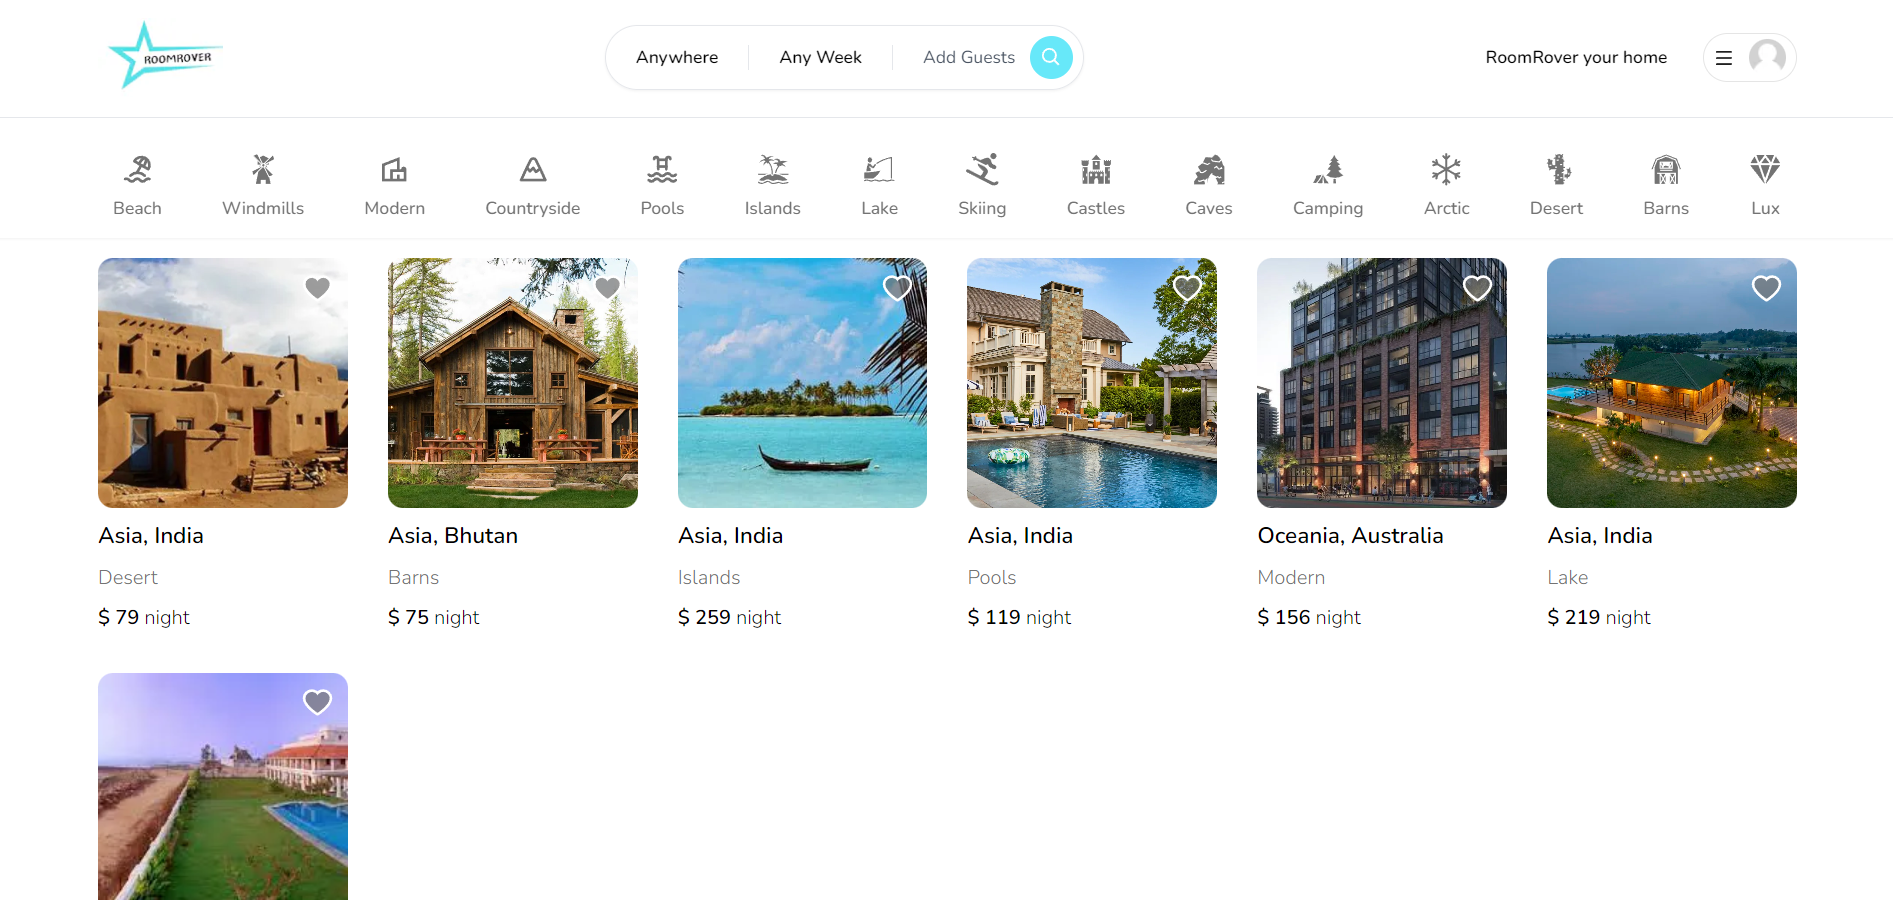 ROOMROVER
Anywhere
Any Week
Add Guests
RoomRover your home
Beach
Windmills
Modern
Countryside
Pools
Islands
Lake
Skiing
Castles
Caves
Camping
Arctic
Desert
Barns
Lux
Asia, India
Desert
$ 79 night
Asia, Bhutan
Barns
$ 75 night
Asia, India
Islands
$ 259 night
Asia, India
Pools
$ 119 night
Oceania, Australia
Modern
$ 156 night
Asia, India
Lake
$ 219 night